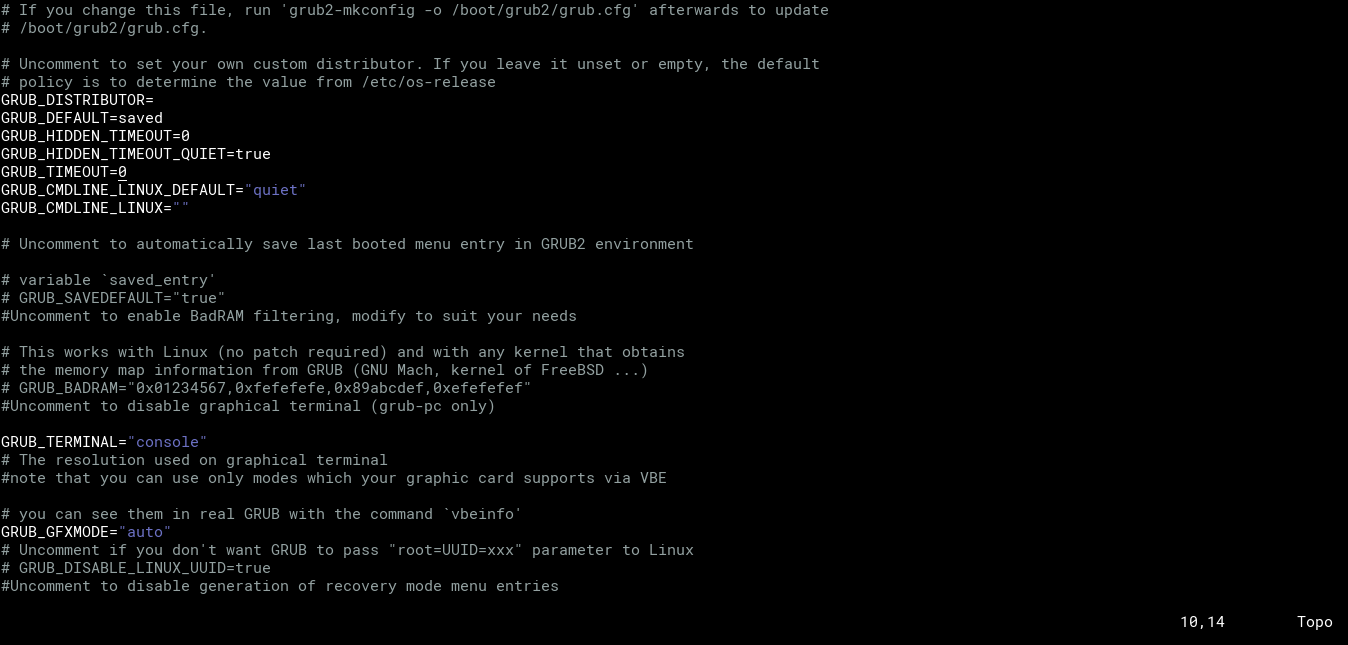 # If you change this file, run 'grub2-mkconfig -o /boot/grub2/grub.cfg' afterwards to update
# /boot/grub2/grub.cfg.
# Uncomment to set your own custom distributor. If you leave it unset or empty, the default
# policy is to determine the value from /etc/os-release
GRUB_DISTRIBUTOR=
GRUB_DEFAULT=saved
GRUB_HIDDEN_TIMEOUT=0
GRUB_HIDDEN_TIMEOUT_QUIET=true
GRUB_TIMEOUT=0
GRUB_CMDLINE_LINUX_DEFAULT="quiet"
GRUB_CMDLINE_LINUX=""
# Uncomment to automatically save last booted menu entry in GRUB2 environment
# variable `saved_entry'
# GRUB_SAVEDEFAULT="true"
#Uncomment to enable BadRAM filtering, modify to suit your needs
# This works with Linux (no patch required) and with any kernel that obtains
# the memory map information from GRUB (GNU Mach, kernel of FreeBSD ...)
# GRUB_BADRAM="0x01234567,0xfefefefe,0x89abcdef,0xefefefef"
#Uncomment to disable graphical terminal (grub-pc only)
GRUB_TERMINAL="console"
# The resolution used on graphical terminal
#note that you can use only modes which your graphic card supports via VBE
# you can see them in real GRUB with the command `vbeinfo'
GRUB_GFXMODE="auto"
# Uncomment if you don't want GRUB to pass "root=UUID=xxx" parameter to Linux
# GRUB_DISABLE_LINUX_UUID=true
#Uncomment to disable generation of recovery mode menu entries
10,14 Topo